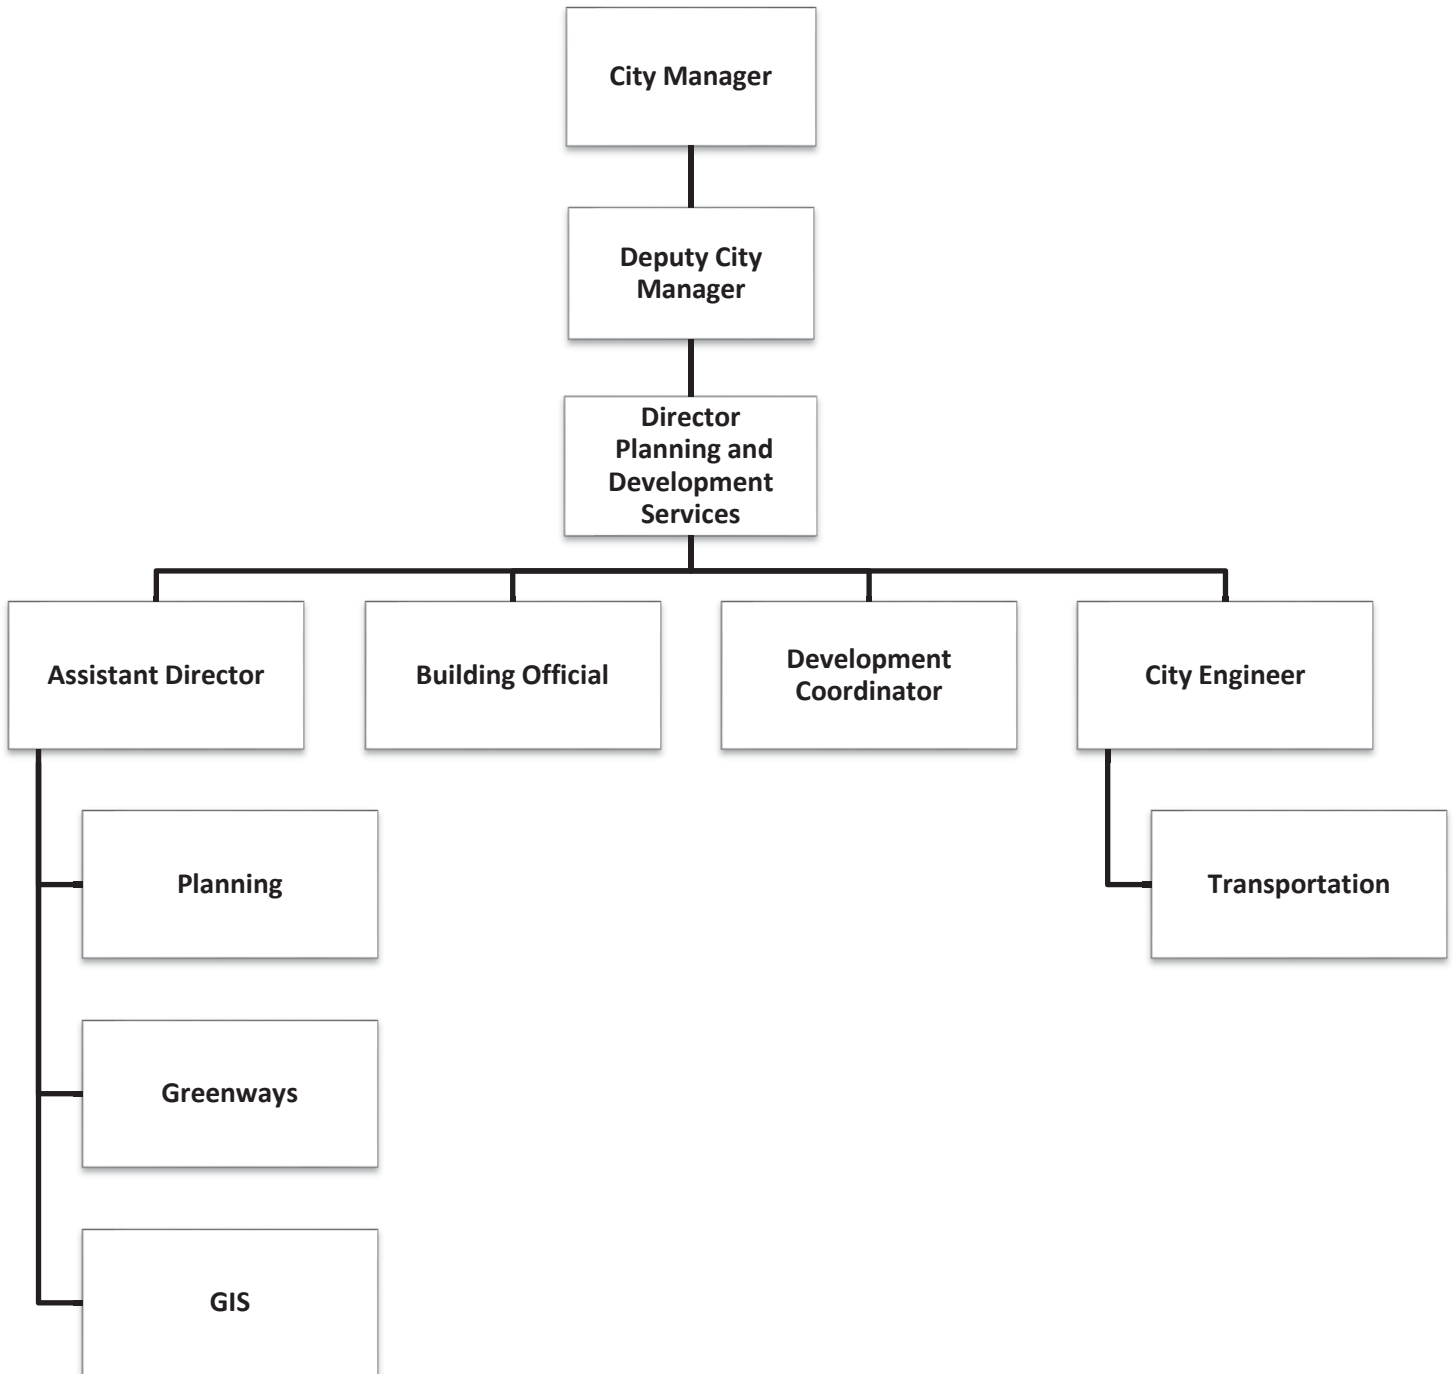 City Manager
Deputy City
Manager
Director
Planning and
Development
Services
Assistant Director
Building Official
Development
Coordinator
City Engineer
Planning
Transportation
Greenways
GIS